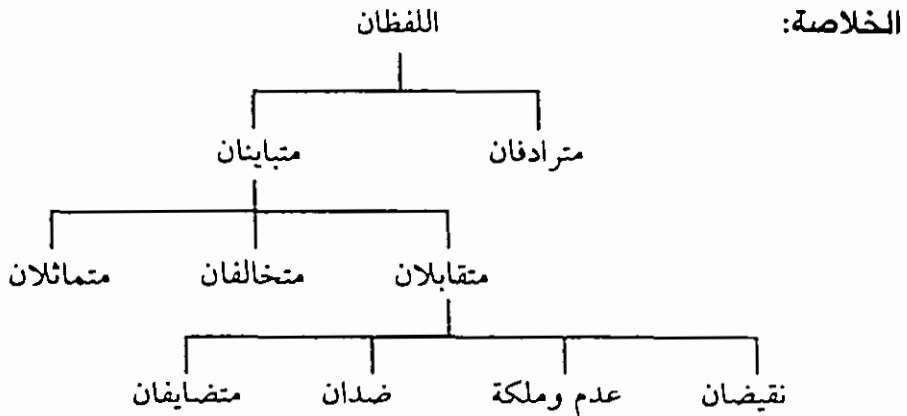 الخلاصة:
اللفظان
مترادفان متباينان
متقابلان متخالفان متماثلان
نقيضان عدم وملكة ضدان متضايفان